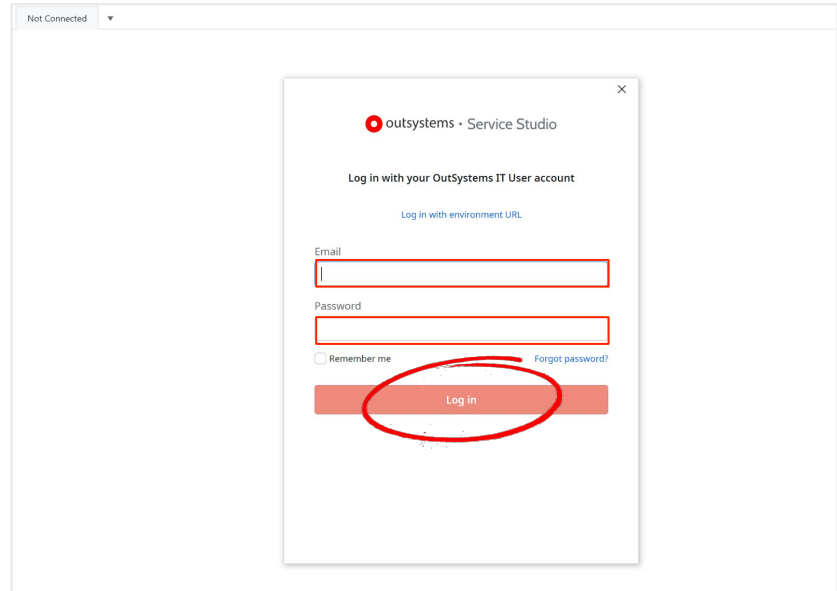 Not Connected
outsystems • Service Studio
Log in with your OutSystems IT User account
Log in with environment URL
Email
Password
Remember me Forgot password?
Log in